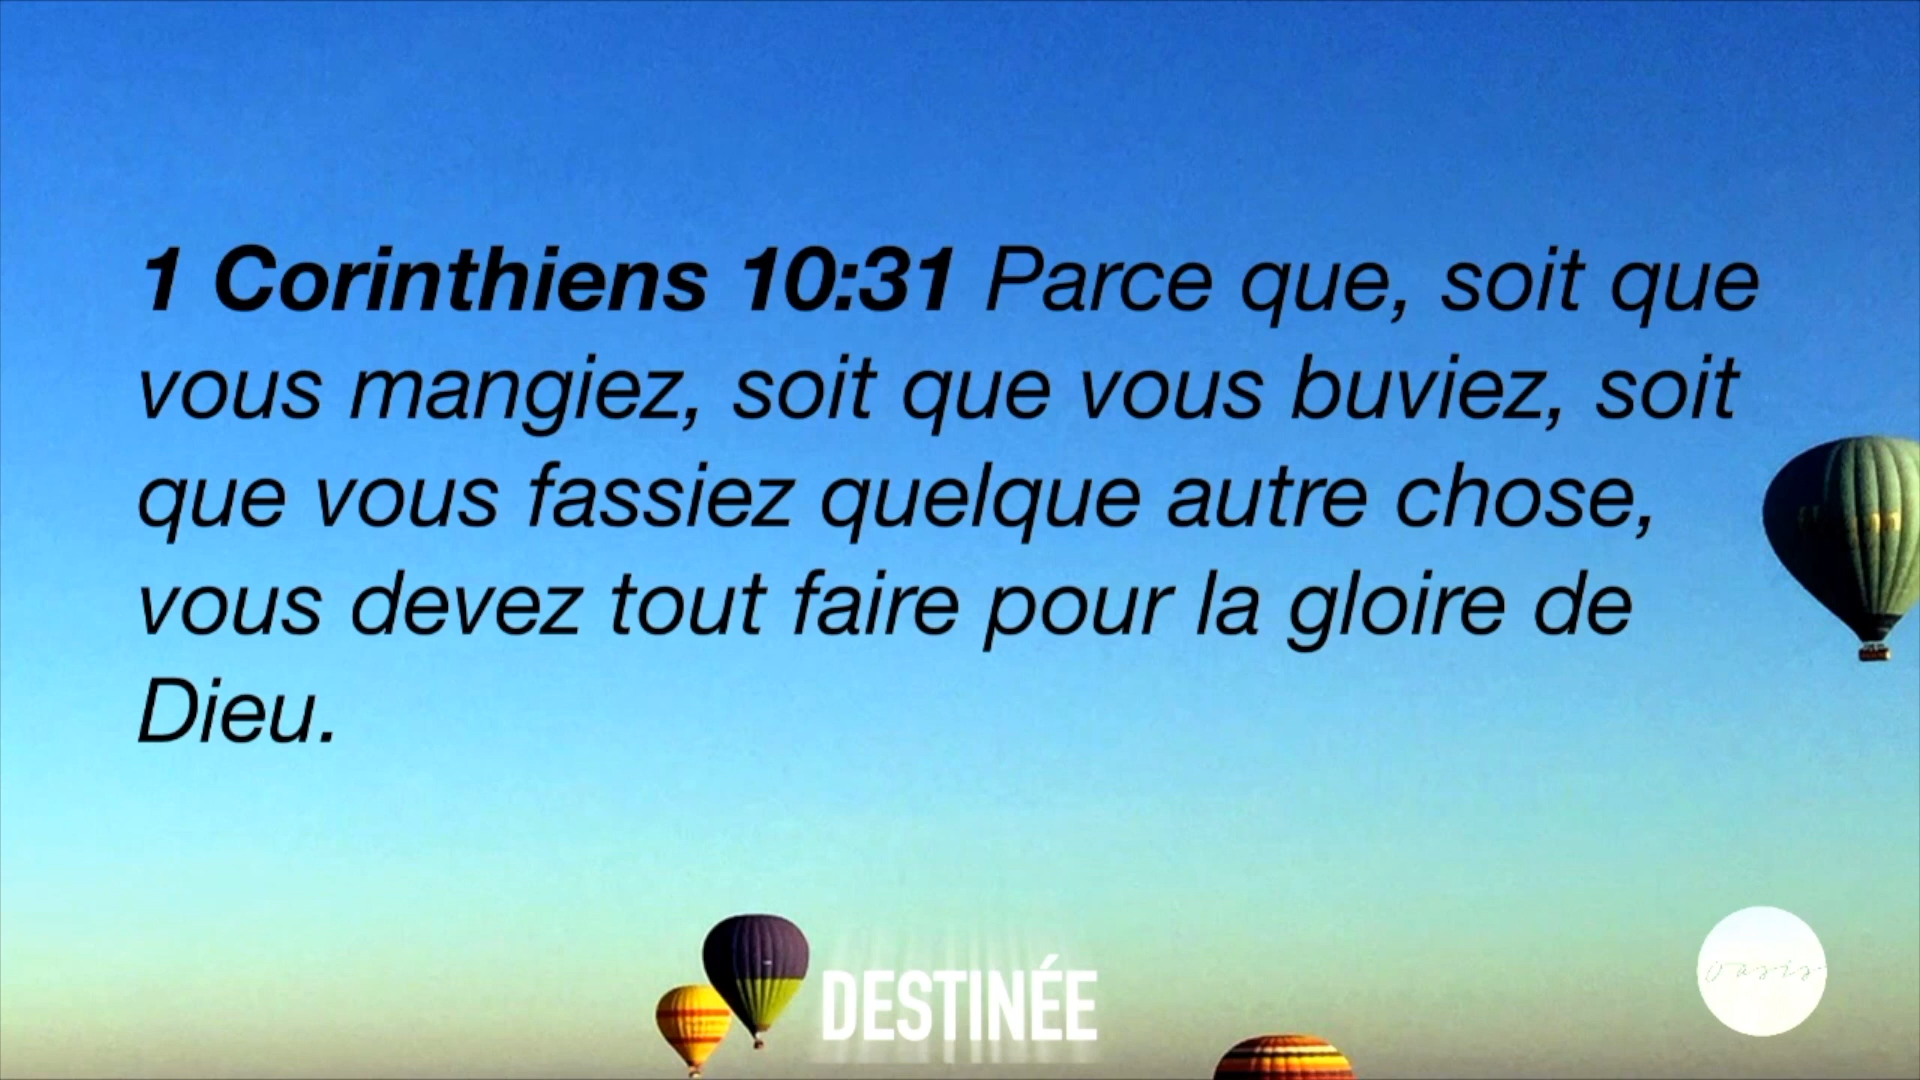 1 Corinthiens 10:31 Parce que, soit que
vous mangiez, soit que vous buviez, soit
que vous fassiez quelque autre chose,
vous devez tout faire pour la gloire de
Dieu.
DESTINÉE
oasis